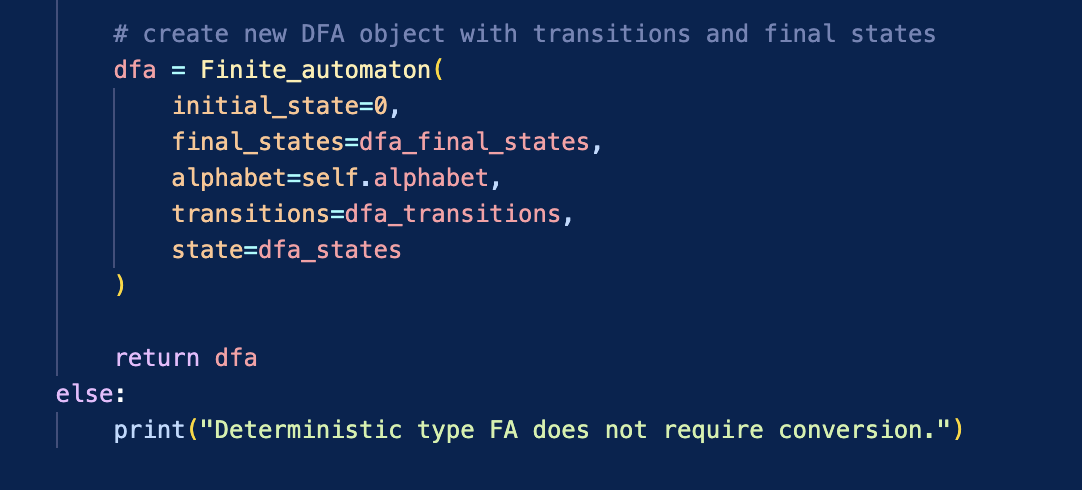 # create new DFA object with transitions and final states
dfa = Finite_automaton(
initial_state=0,
final_states=dfa_final_states,
alphabet=self.alphabet,
transitions=dfa_transitions,
state=dfa_states
)
return dfa
else:
print("Deterministic type FA does not require conversion.")